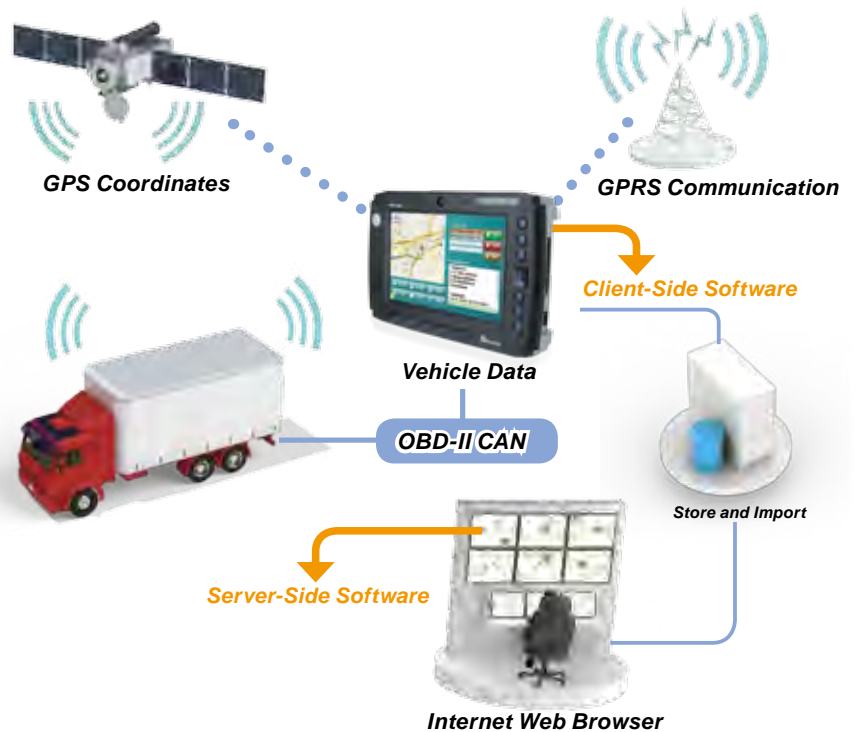 GPS Coordinates
GPRS Communication
Client-Side Software
Vehicle Data
OBD-II CAN
Store and Import
Server-Side Software
Internet Web Browser